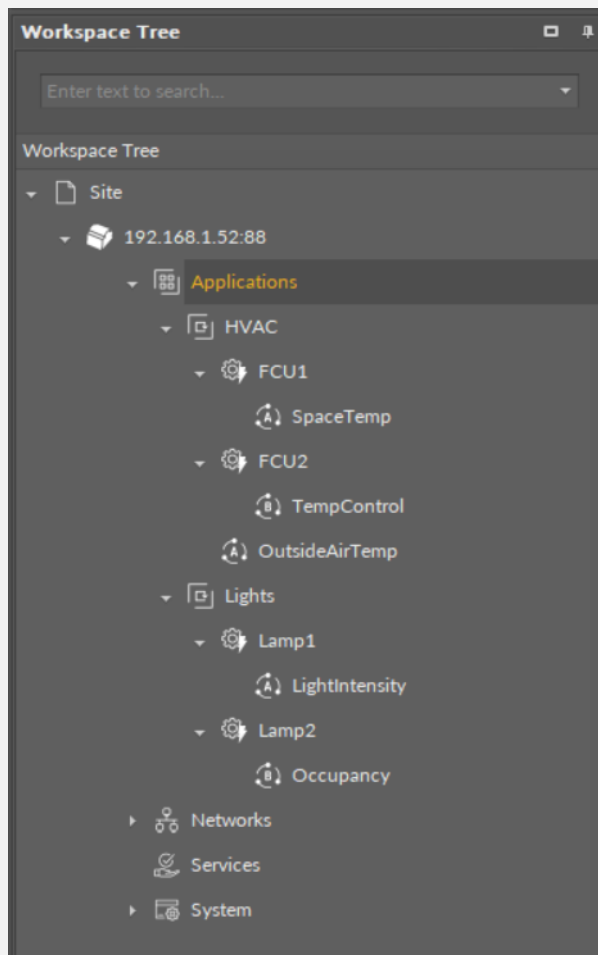 Workspace Tree
Enter text to search...
Workspace Tree
Site
192.168.1.52:88
Applications
HVAC
FCU1
A SpaceTemp
FCU2
B TempControl
A OutsideAirTemp
Lights
Lamp1
A LightIntensity
Lamp2
B Occupancy
Networks
Services
System